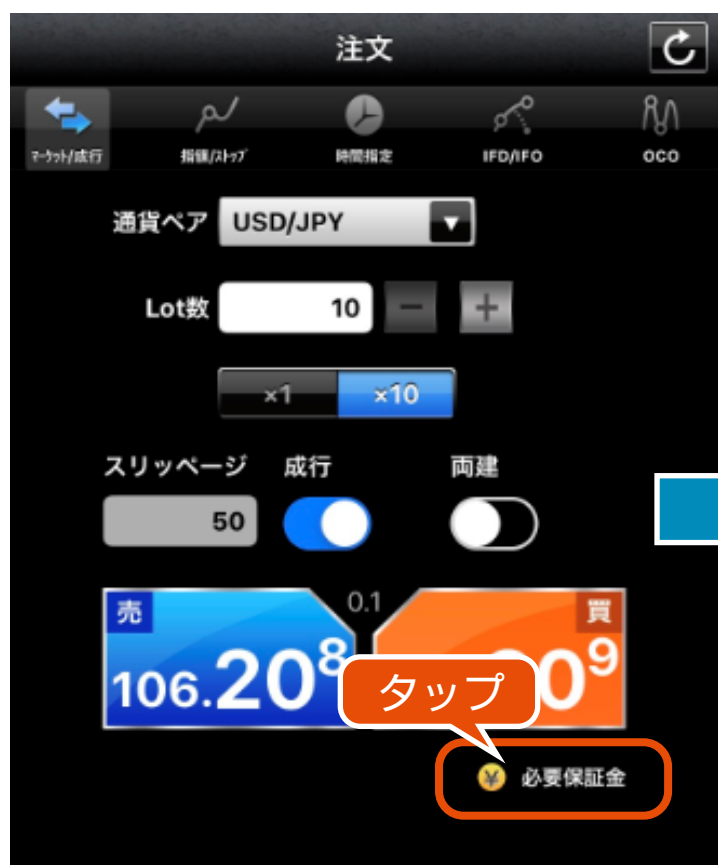 注文
マーケット/成行 指値/ストップ 時間指定 IFD/IFO OCO
通貨ペア USD/JPY
Lot数 10 − +
×1 ×10
スリッページ 成行 両建
50
売 0.1 買
106.208 09
タップ
¥ 必要保証金